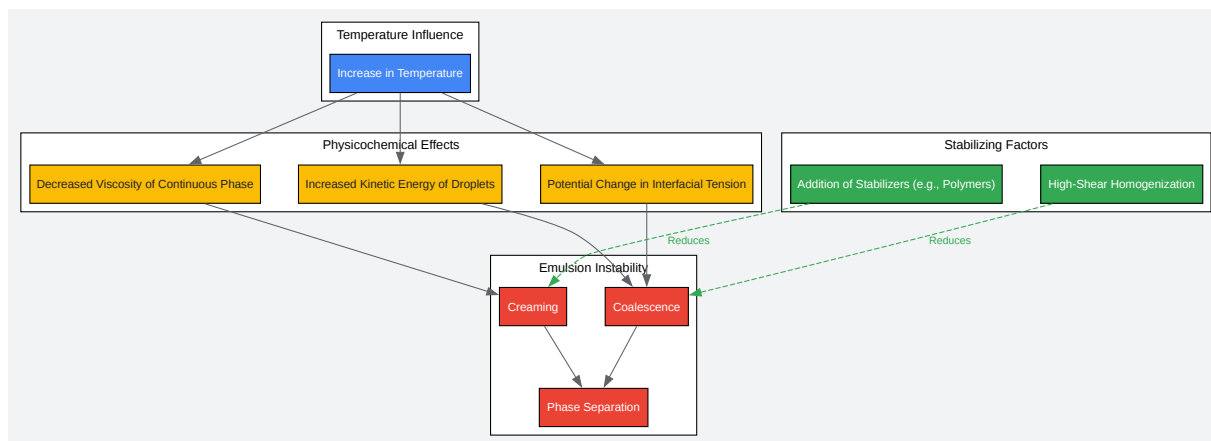 Temperature Influence
Increase in Temperature
Physicochemical Effects
Stabilizing Factors
Decreased Viscosity of Continuous Phase
Increased Kinetic Energy of Droplets
Potential Change in Interfacial Tension
Addition of Stabilizers (e.g., Polymers)
High-Shear Homogenization
Reduces
Reduces
Emulsion Instability
Creaming
Coalescence
Phase Separation